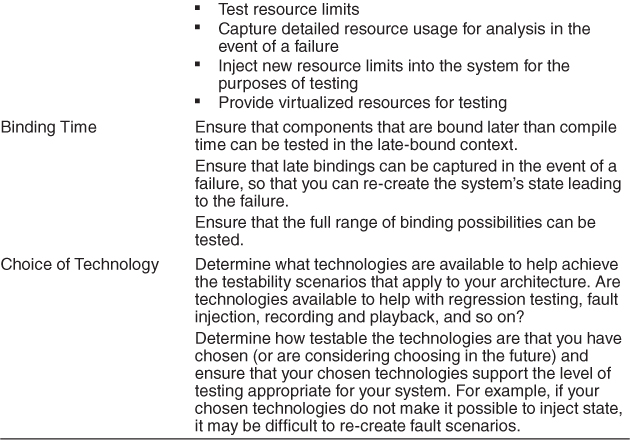 ▪ Test resource limits
▪ Capture detailed resource usage for analysis in the
event of a failure
▪ Inject new resource limits into the system for the
purposes of testing
▪ Provide virtualized resources for testing
Binding Time Ensure that components that are bound later than compile
time can be tested in the late-bound context.
Ensure that late bindings can be captured in the event of a
failure, so that you can re-create the system's state leading
to the failure.
Ensure that the full range of binding possibilities can be
tested.
Choice of Technology Determine what technologies are available to help achieve
the testability scenarios that apply to your architecture. Are
technologies available to help with regression testing, fault
injection, recording and playback, and so on?
Determine how testable the technologies are that you have
chosen (or are considering choosing in the future) and
ensure that your chosen technologies support the level of
testing appropriate for your system. For example, if your
chosen technologies do not make it possible to inject state,
it may be difficult to re-create fault scenarios.